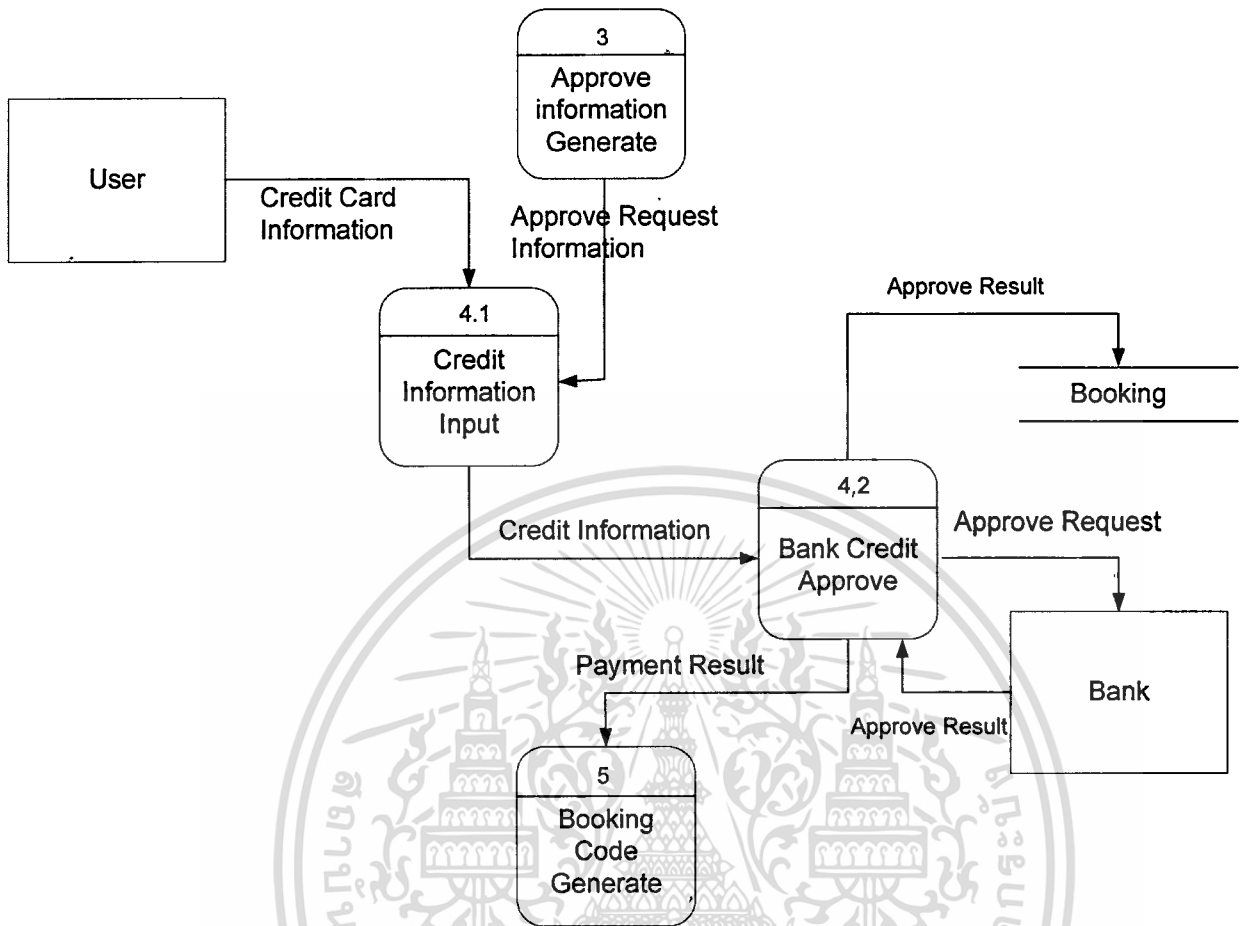 3
Approve
information
Generate
User
Credit Card
Information
Approve Request
Information
4.1
Credit
Information
Input
Approve Result
Booking
4,2
Bank Credit
Approve
Credit Information
Approve Request
Payment Result
Bank
Approve Result
5
Booking
Code
Generate